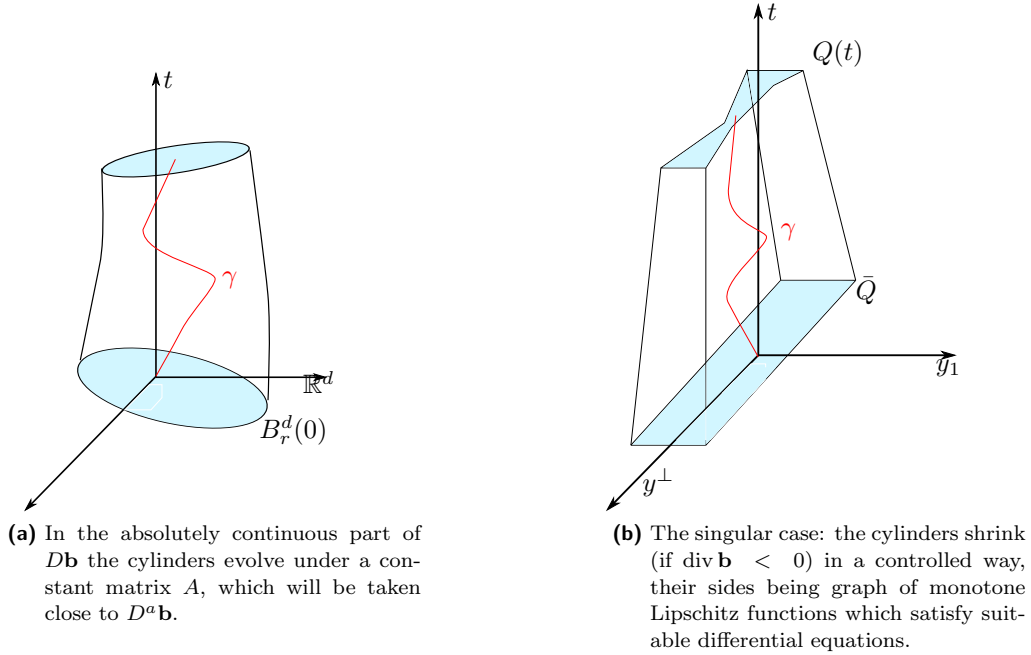 t
γ
ℝ^d
B_r^d(0)
(a) In the absolutely continuous part of
Db the cylinders evolve under a con-
stant matrix A, which will be taken
close to D^a b.
t
Q(t)
γ
Q̄
y_1
y^⊥
(b) The singular case: the cylinders shrink
(if div b < 0) in a controlled way,
their sides being graph of monotone
Lipschitz functions which satisfy suit-
able differential equations.